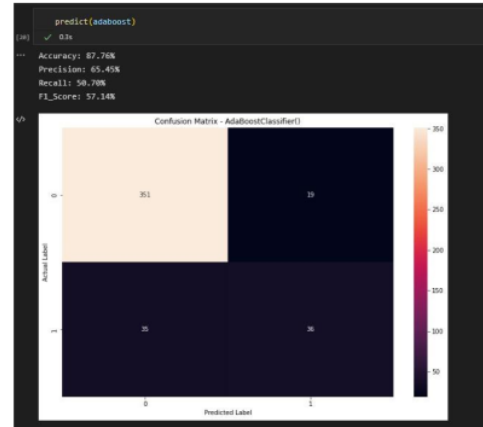 predict(adaboost)
[20] ✓ 0.3s
... Accuracy: 87.76%
Precision: 65.45%
Recall: 50.70%
F1_Score: 57.14%
</>
Confusion Matrix - AdaBoostClassifier()
350
300
250
200
150
100
50
Actual Label
0
1
351
19
35
36
0
1
Predicted Label